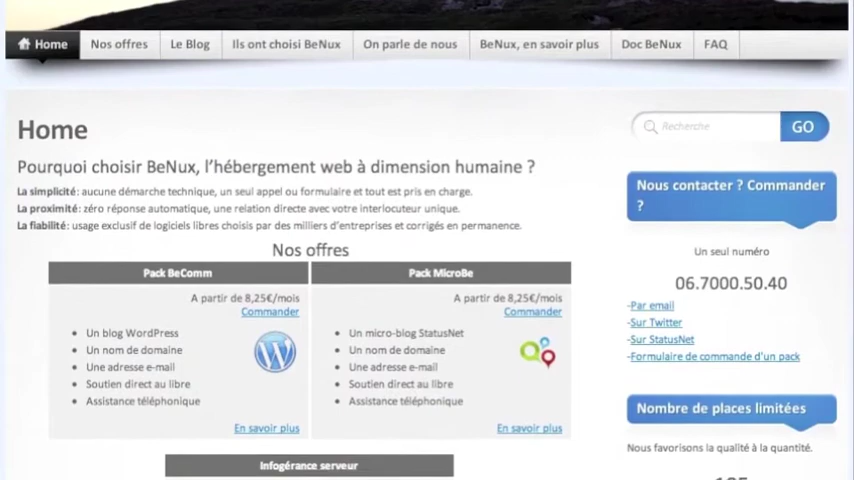 Home
Nos offres
Le Blog
Ils ont choisi BeNux
On parle de nous
BeNux, en savoir plus
Doc BeNux
FAQ
Home
Recherche
GO
Pourquoi choisir BeNux, l'hébergement web à dimension humaine ?
La simplicité: aucune démarche technique, un seul appel ou formulaire et tout est pris en charge.
La proximité: zéro réponse automatique, une relation directe avec votre interlocuteur unique.
La fiabilité: usage exclusif de logiciels libres choisis par des milliers d'entreprises et corrigés en permanence.
Nos offres
Pack BeComm
A partir de 8,25€/mois
Commander
Un blog WordPress
Un nom de domaine
Une adresse e-mail
Soutien direct au libre
Assistance téléphonique
En savoir plus
Pack MicroBe
A partir de 8,25€/mois
Commander
Un micro-blog StatusNet
Un nom de domaine
Une adresse e-mail
Soutien direct au libre
Assistance téléphonique
En savoir plus
Infogérance serveur
Nous contacter ? Commander
?
Un seul numéro
06.7000.50.40
-Par email
-Sur Twitter
-Sur StatusNet
-Formulaire de commande d'un pack
Nombre de places limitées
Nous favorisons la qualité à la quantité.